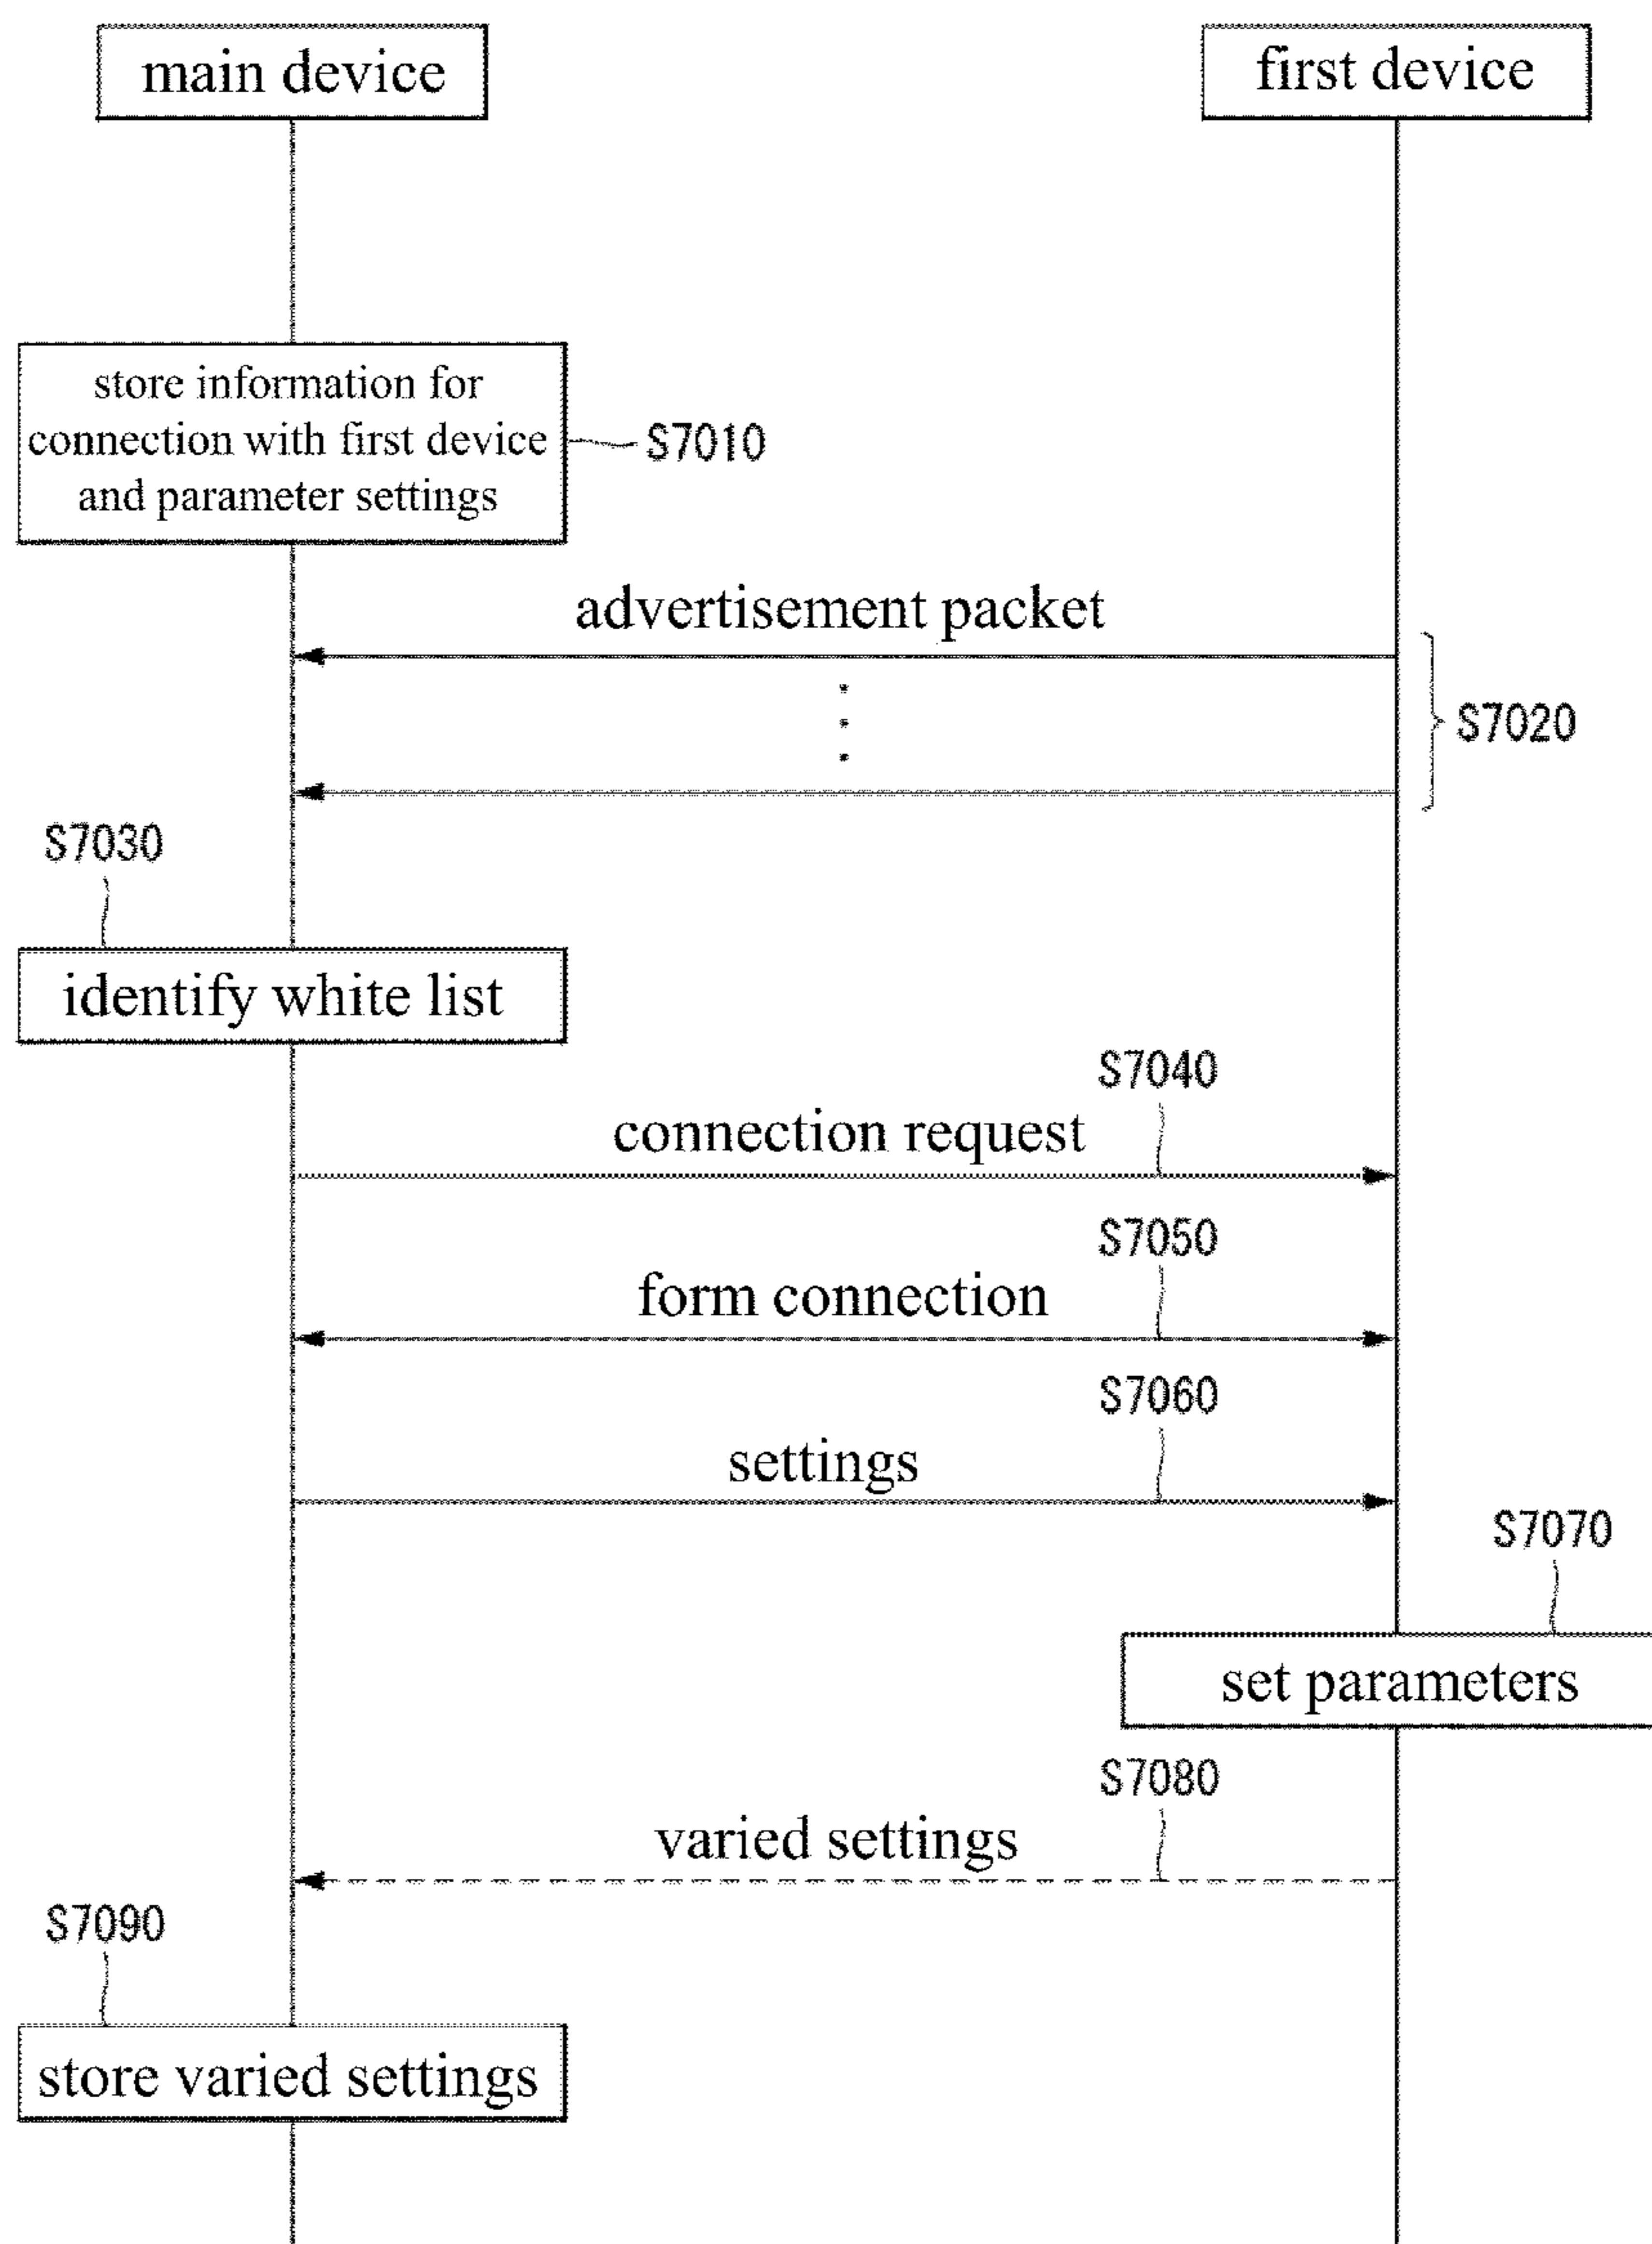 main device
first device
store information for
connection with first device
and parameter settings
S7010
advertisement packet
S7020
S7030
identify white list
S7040
connection request
S7050
form connection
S7060
settings
S7070
set parameters
S7080
varied settings
S7090
store varied settings